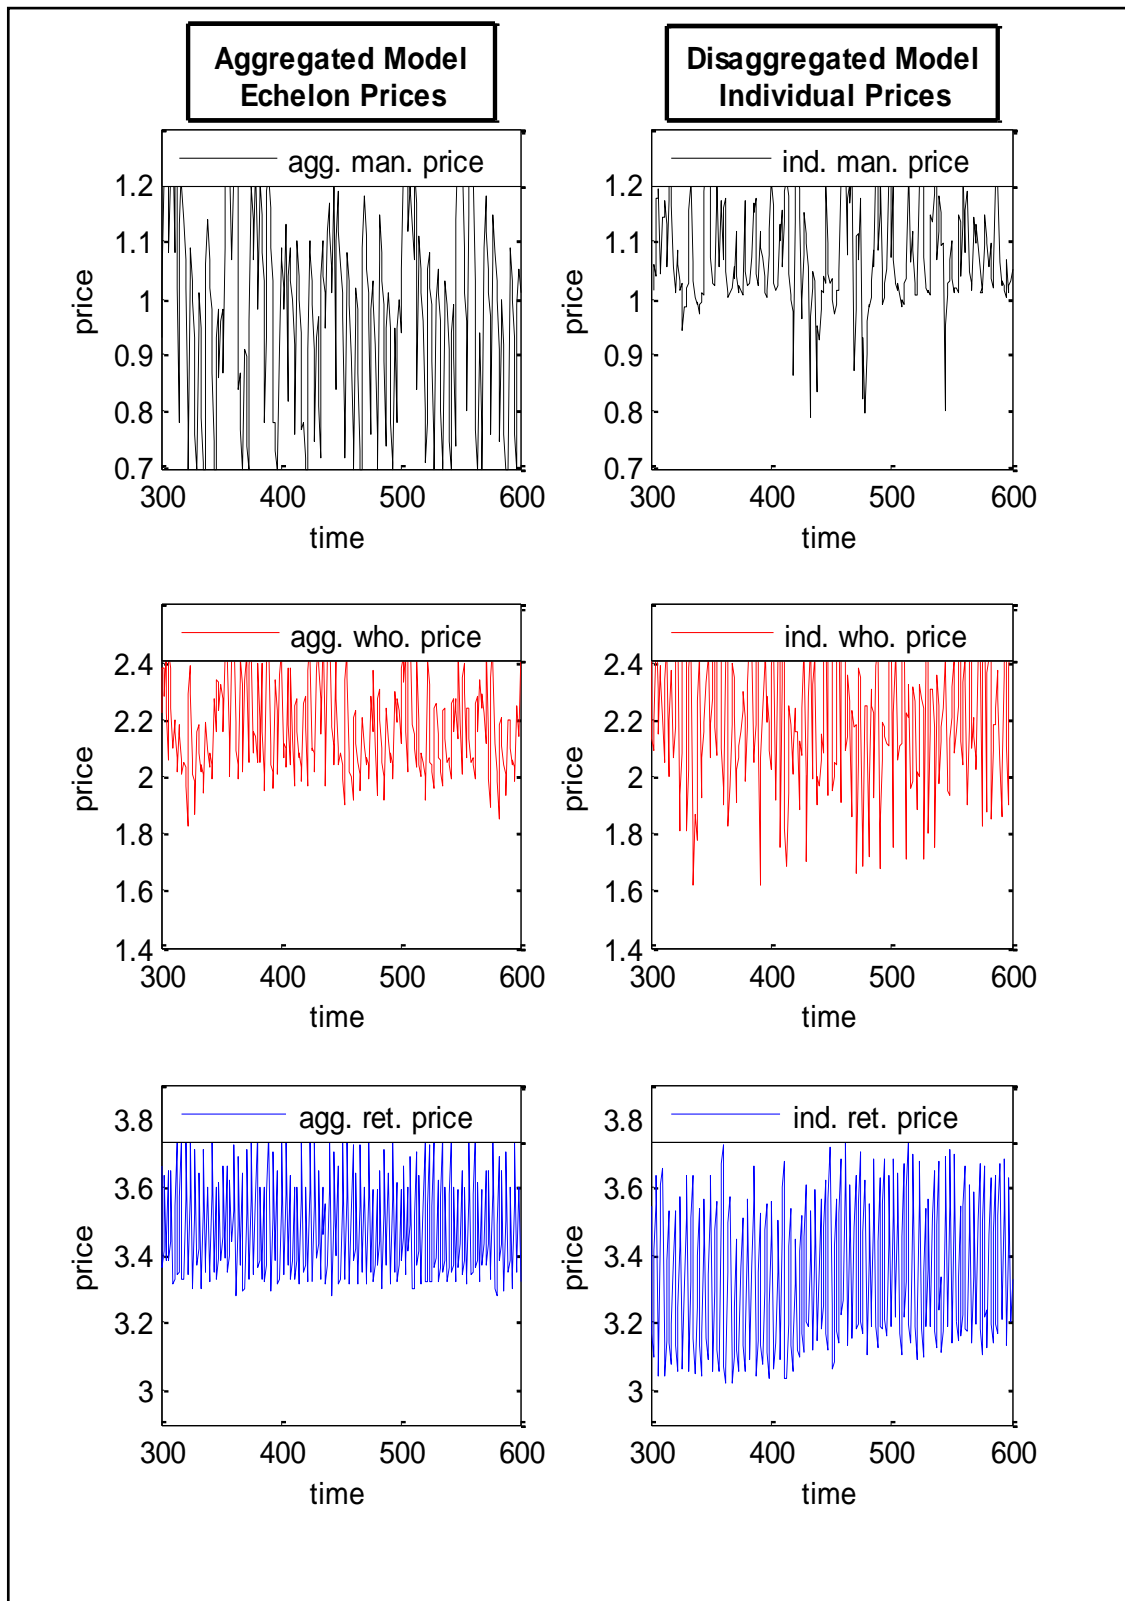 Aggregated Model
Echelon Prices
Disaggregated Model
Individual Prices
agg. man. price
1.2
1.1
1
0.9
0.8
0.7
price
300 400 500 600
time
ind. man. price
1.2
1.1
1
0.9
0.8
0.7
price
300 400 500 600
time
agg. who. price
2.4
2.2
2
1.8
1.6
1.4
price
300 400 500 600
time
ind. who. price
2.4
2.2
2
1.8
1.6
1.4
price
300 400 500 600
time
agg. ret. price
3.8
3.6
3.4
3.2
3
price
300 400 500 600
time
ind. ret. price
3.8
3.6
3.4
3.2
3
price
300 400 500 600
time